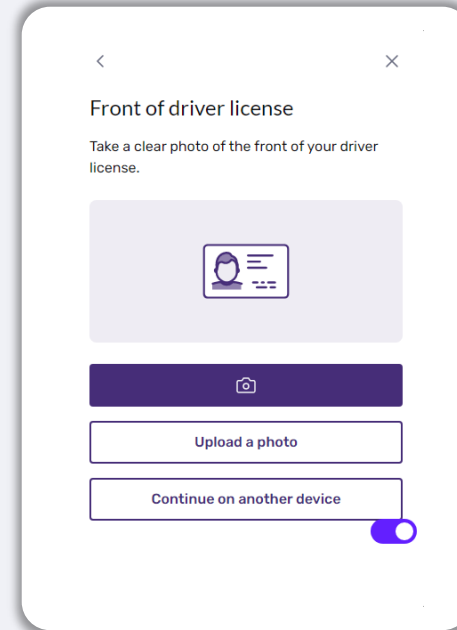 Front of driver license
Take a clear photo of the front of your driver
license.
Upload a photo
Continue on another device